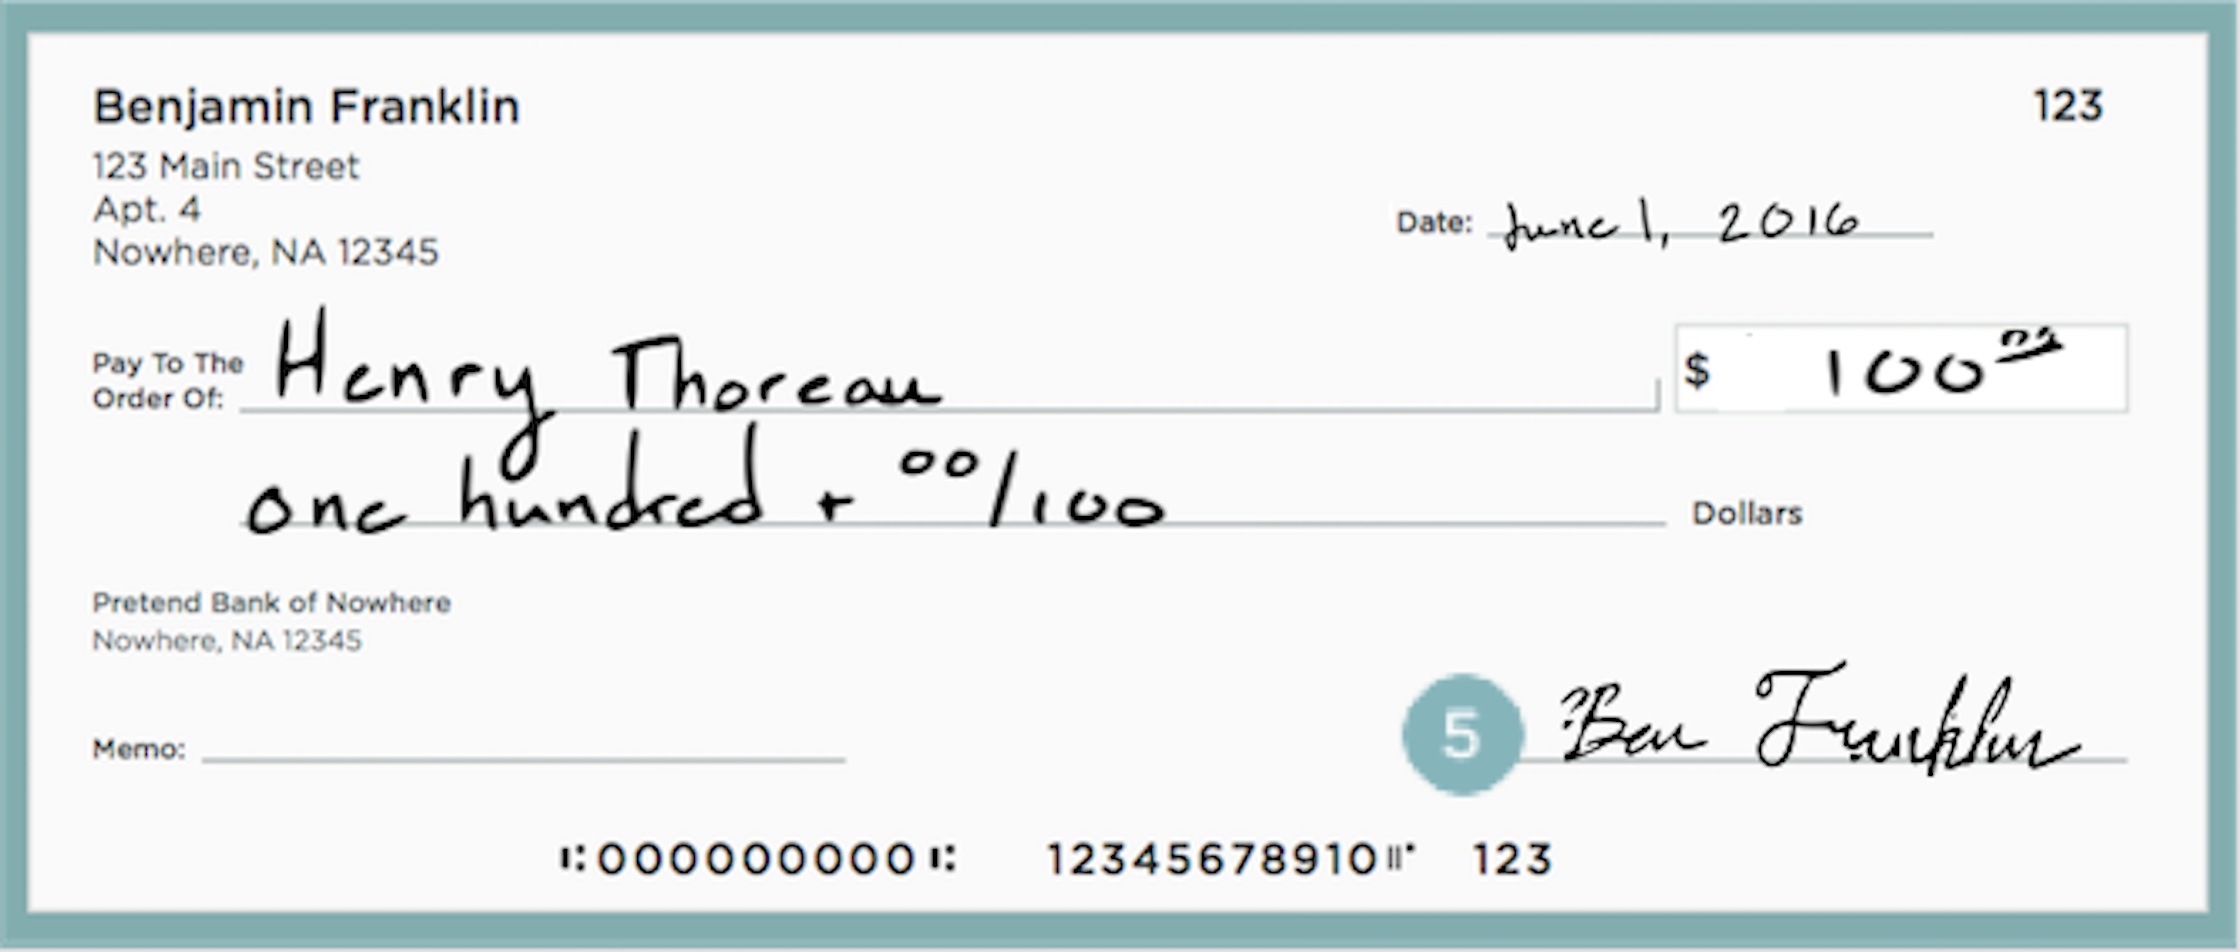 Benjamin Franklin
123
123 Main Street
Apt. 4
Nowhere, NA 12345
Date: June 1, 2016
Pay To The
Order Of: Henry Thoreau
$ 100 00
one hundred + 00/100 Dollars
Pretend Bank of Nowhere
Nowhere, NA 12345
Memo:
5 Ben Franklin
⑆000000000⑆ 12345678910⑈ 123